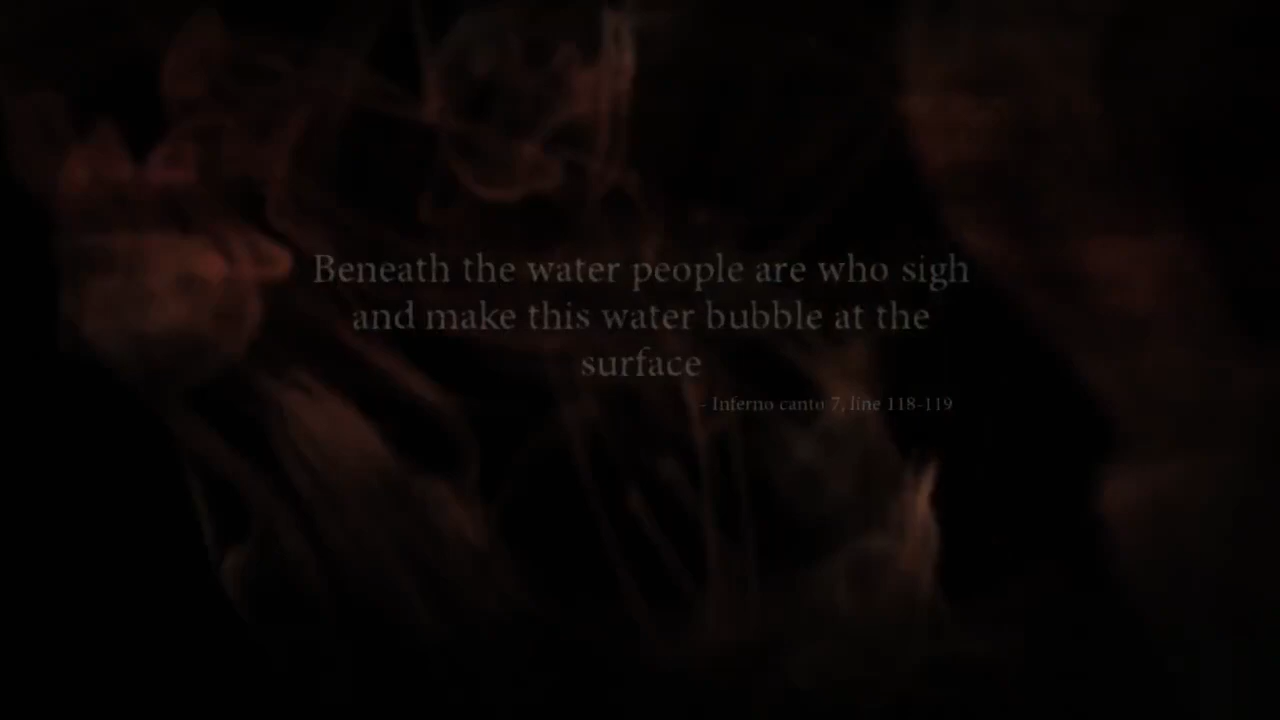 Beneath the water people are who sigh
and make this water bubble at the
surface
- Inferno canto 7, line 118-119